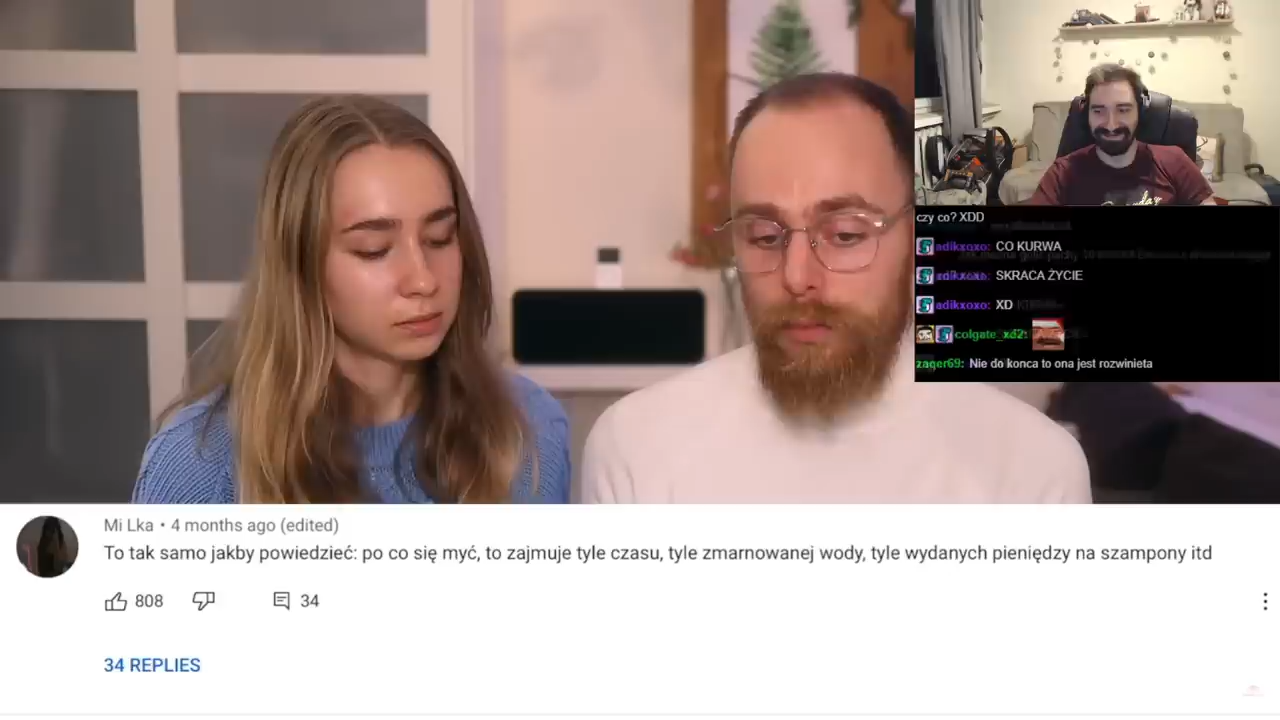 czy co? XDD
adikxoxo: CO KURWA
adikxoxo: SKRACA ŻYCIE
adikxoxo: XD
colgate_xd2:
zaqer69: Nie do konca to ona jest rozwinieta
Mi Lka • 4 months ago (edited)
To tak samo jakby powiedzieć: po co się myć, to zajmuje tyle czasu, tyle zmarnowanej wody, tyle wydanych pieniędzy na szampony itd
808 34
34 REPLIES